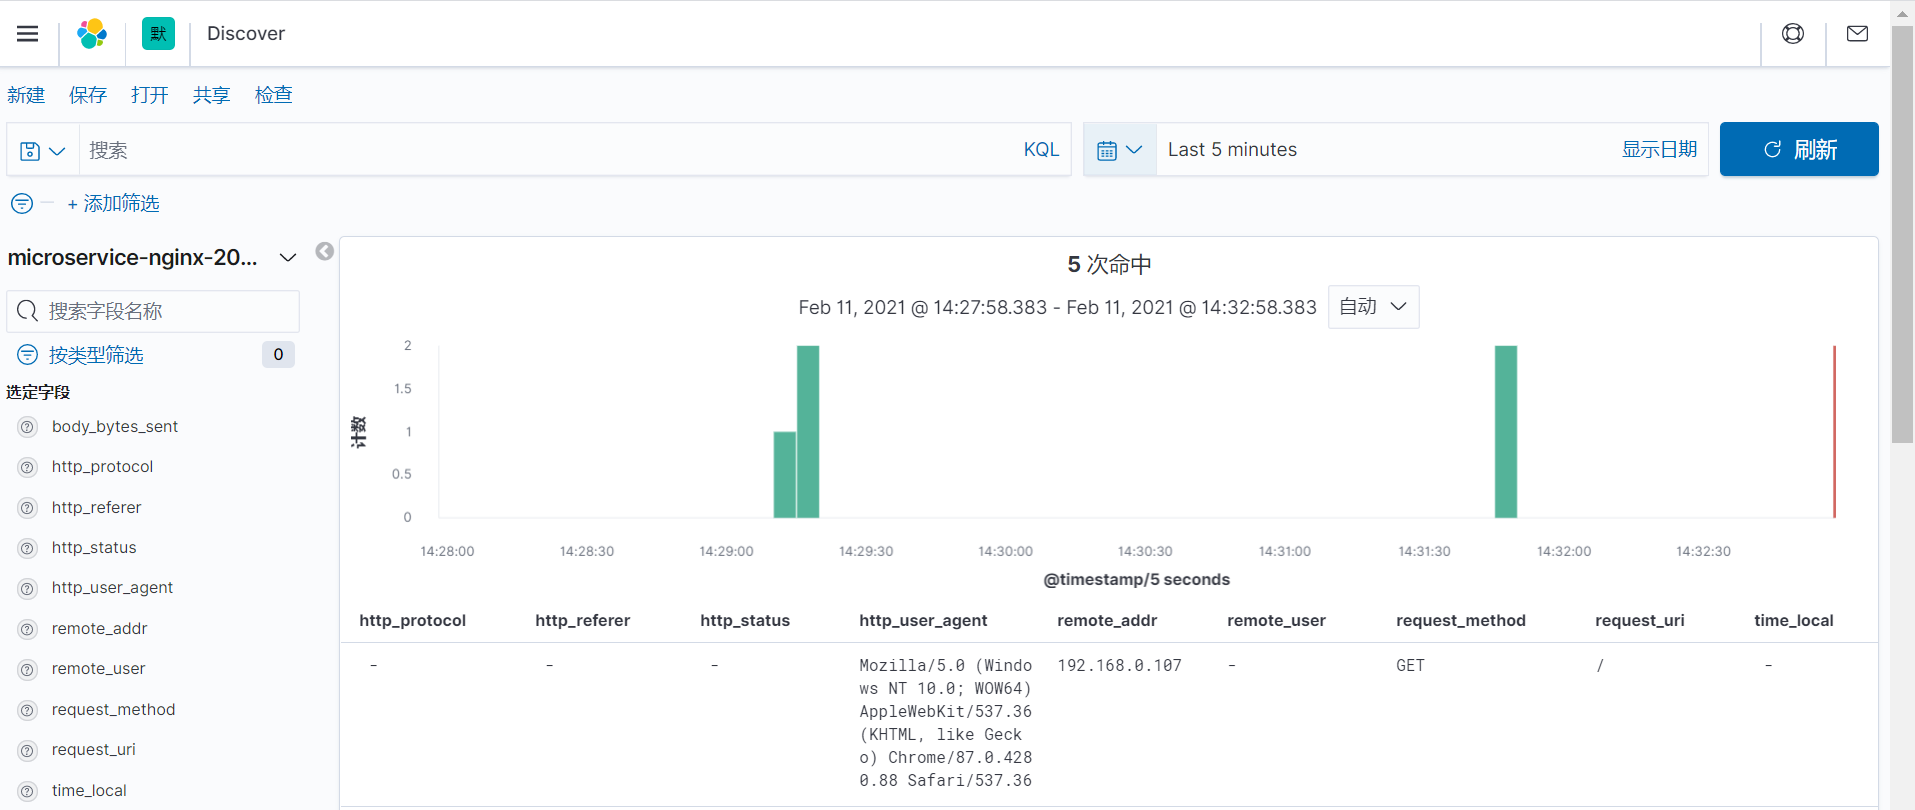 默 Discover
新建 保存 打开 共享 检查
搜索 KQL Last 5 minutes 显示日期 刷新
+ 添加筛选
microservice-nginx-20...
搜索字段名称
按类型筛选 0
选定字段
body_bytes_sent
http_protocol
http_referer
http_status
http_user_agent
remote_addr
remote_user
request_method
request_uri
time_local
5 次命中
Feb 11, 2021 @ 14:27:58.383 - Feb 11, 2021 @ 14:32:58.383 自动
计数
2
1.5
1
0.5
0
14:28:00 14:28:30 14:29:00 14:29:30 14:30:00 14:30:30 14:31:00 14:31:30 14:32:00 14:32:30
@timestamp/5 seconds
http_protocol http_referer http_status http_user_agent remote_addr remote_user request_method request_uri time_local
- - - Mozilla/5.0 (Windo 192.168.0.107 - GET / -
ws NT 10.0; WOW64)
AppleWebKit/537.36
(KHTML, like Geck
o) Chrome/87.0.428
0.88 Safari/537.36